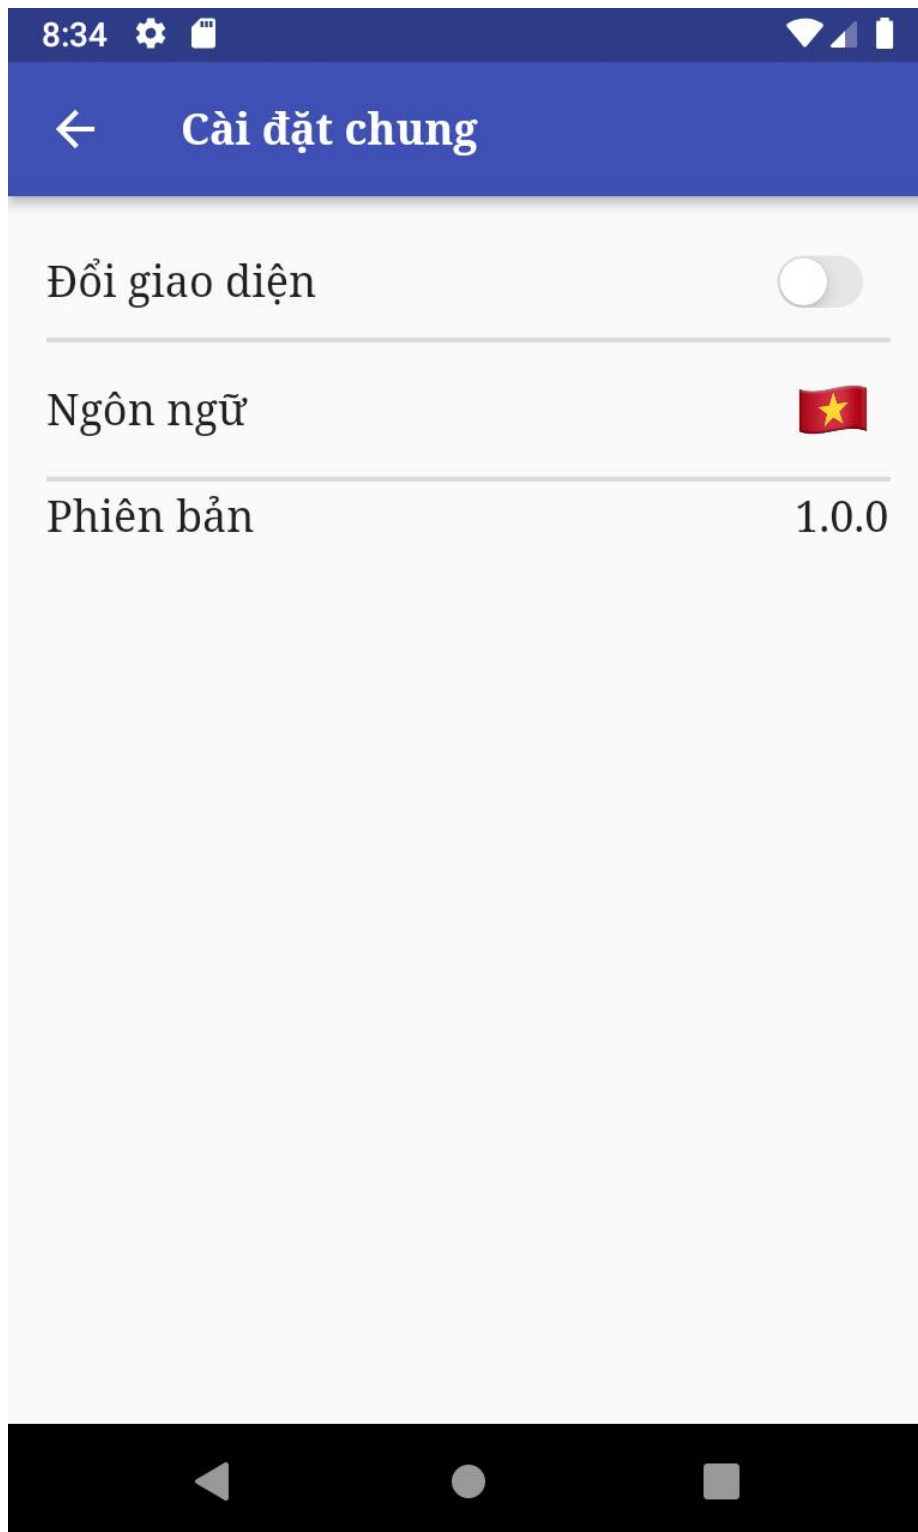 8:34
Cài đặt chung
Đổi giao diện
Ngôn ngữ
Phiên bản 1.0.0